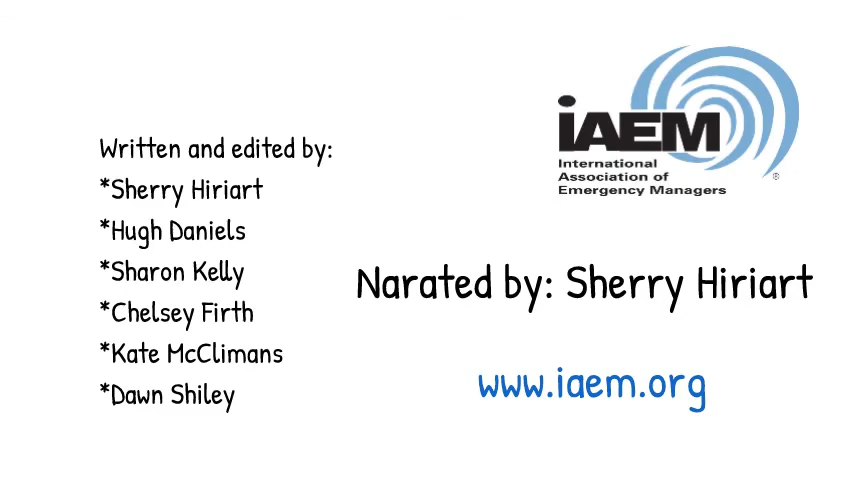 Written and edited by:
*Sherry Hiriart
*Hugh Daniels
*Sharon Kelly
*Chelsey Firth
*Kate McClimans
*Dawn Shiley
iAEM
International
Association of
Emergency Managers
®
Narated by: Sherry Hiriart
www.iaem.org